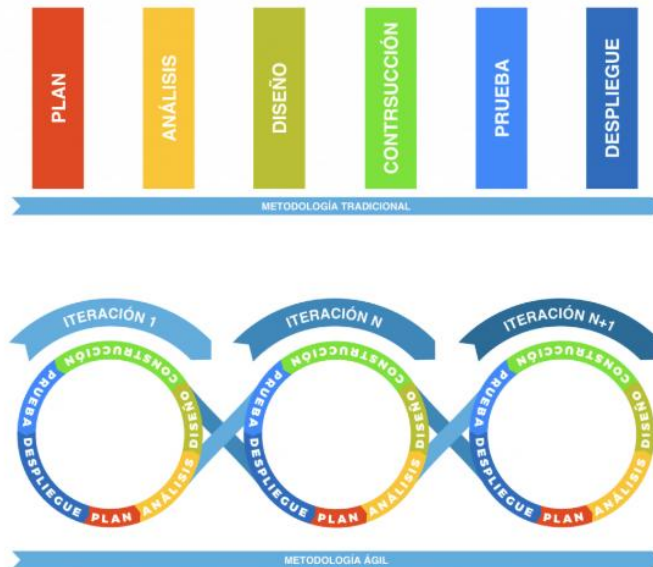 PLAN
ANÁLISIS
DISEÑO
CONTRSUCCIÓN
PRUEBA
DESPLIEGUE
METODOLOGÍA TRADICIONAL
ITERACIÓN 1
ITERACIÓN N
ITERACIÓN N+1
PLAN
ANÁLISIS
DISEÑO
CONSTRUCCIÓN
PRUEBA
DESPLIEGUE
PLAN
ANÁLISIS
DISEÑO
CONSTRUCCIÓN
PRUEBA
DESPLIEGUE
PLAN
ANÁLISIS
DISEÑO
CONSTRUCCIÓN
PRUEBA
DESPLIEGUE
METODOLOGÍA ÁGIL